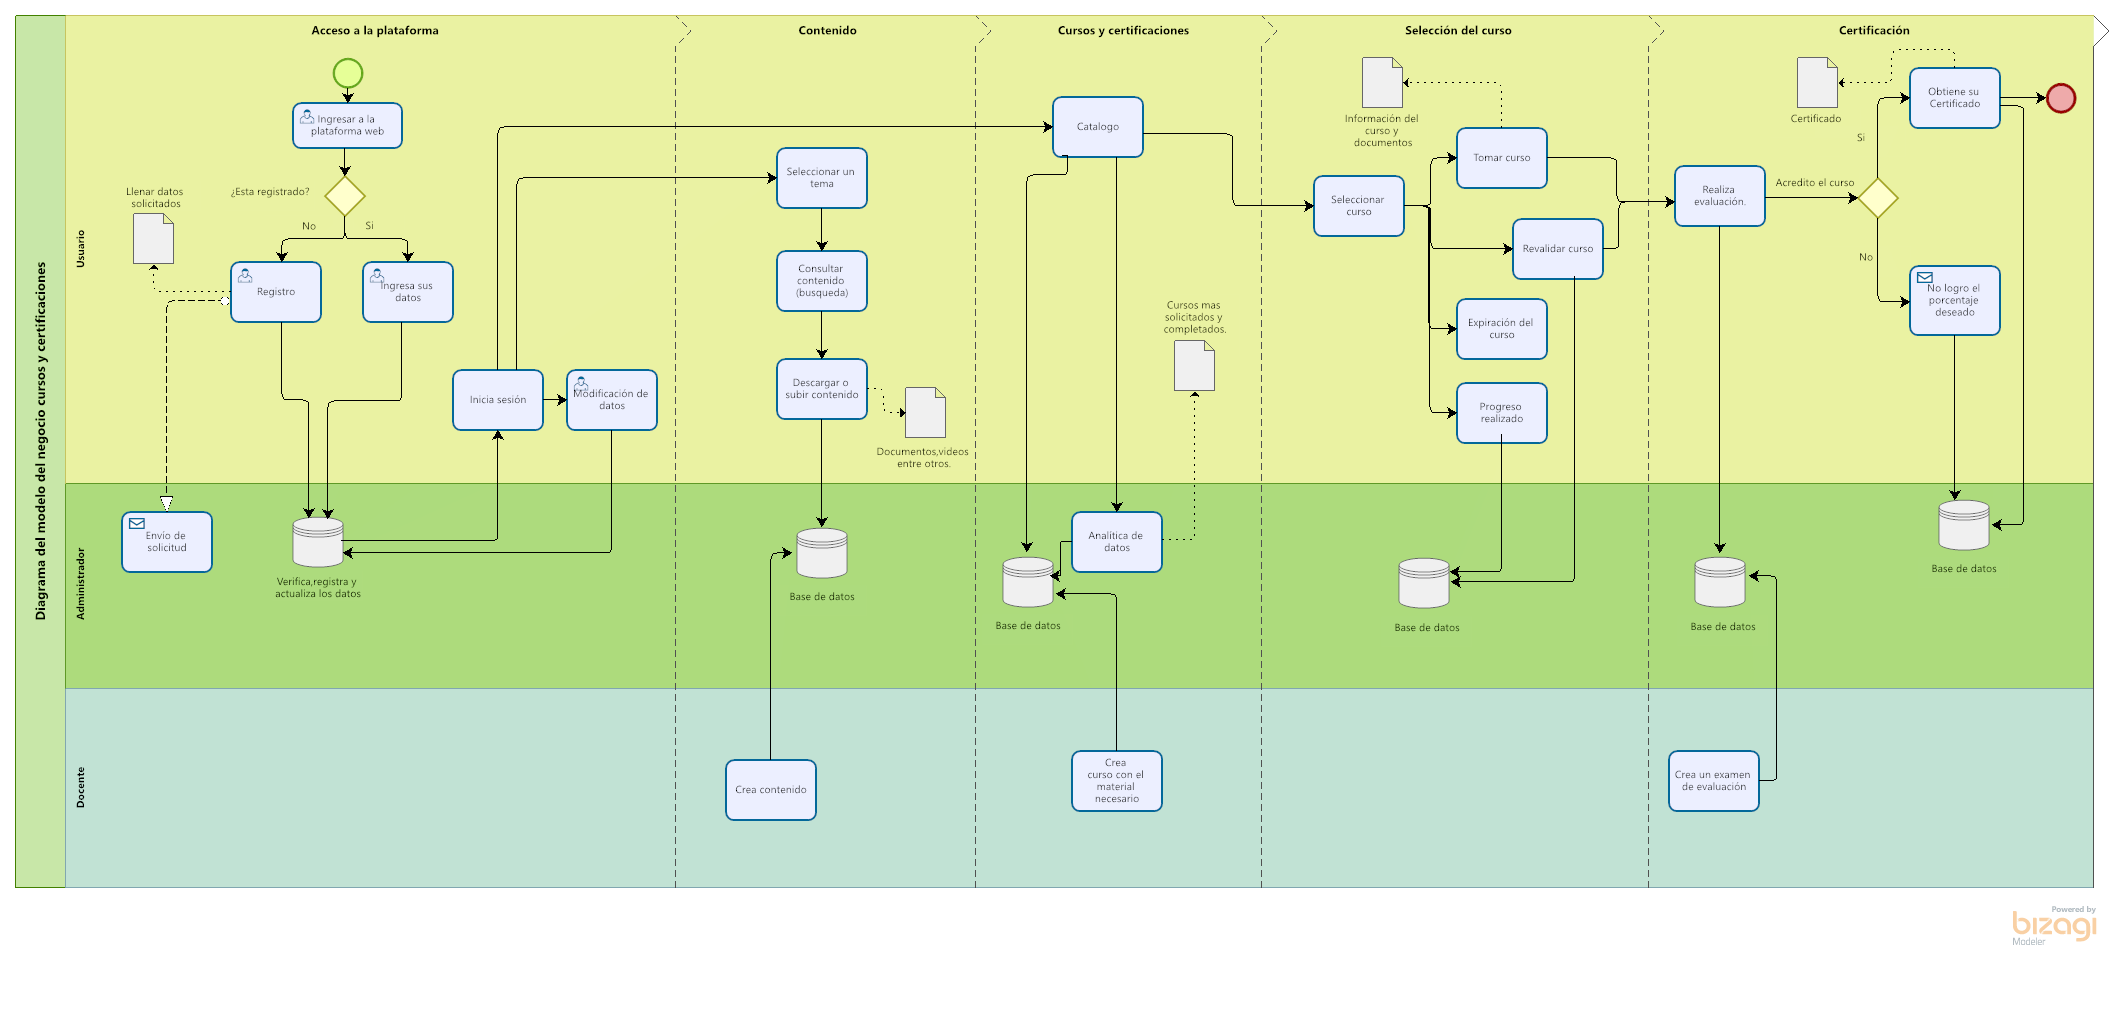 Diagrama del modelo del negocio cursos y certificaciones
Acceso a la plataforma
Contenido
Cursos y certificaciones
Selección del curso
Certificación
Usuario
Ingresar a la
plataforma web
¿Esta registrado?
No
Si
Llenar datos
solicitados
Registro
Ingresa sus
datos
Inicia sesión
Modificación de
datos
Seleccionar un
tema
Consultar
contenido
(busqueda)
Descargar o
subir contenido
Documentos,videos
entre otros.
Catalogo
Cursos mas
solicitados y
completados.
Información del
curso y
documentos
Seleccionar
curso
Tomar curso
Revalidar curso
Expiración del
curso
Progreso
realizado
Realiza
evaluación.
Acredito el curso
Si
No
Certificado
Obtiene su
Certificado
No logro el
porcentaje
deseado
Administrador
Envío de
solicitud
Verifica,registra y
actualiza los datos
Base de datos
Base de datos
Analítica de
datos
Base de datos
Base de datos
Base de datos
Docente
Crea contenido
Crea
curso con el
material
necesario
Crea un examen
de evaluación
Powered by
bizagi
Modeler